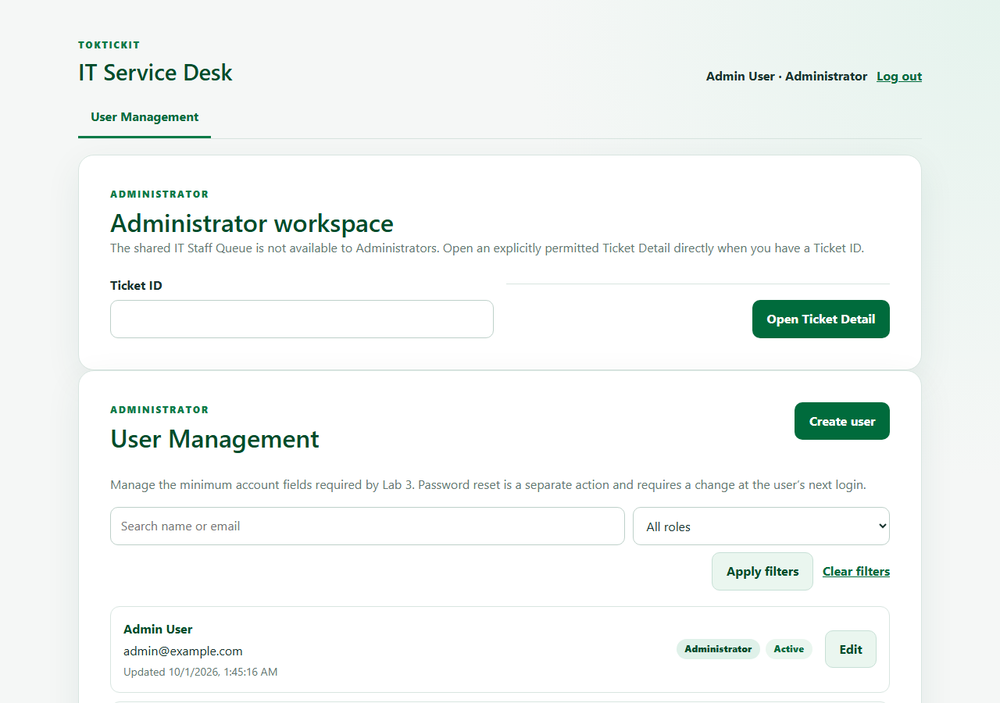 TOKTICKIT
IT Service Desk
Admin User · Administrator Log out
User Management
ADMINISTRATOR
Administrator workspace
The shared IT Staff Queue is not available to Administrators. Open an explicitly permitted Ticket Detail directly when you have a Ticket ID.
Ticket ID
Open Ticket Detail
ADMINISTRATOR
User Management
Create user
Manage the minimum account fields required by Lab 3. Password reset is a separate action and requires a change at the user’s next login.
Search name or email
All roles
Apply filters Clear filters
Admin User
admin@example.com
Updated 10/1/2026, 1:45:16 AM
Administrator Active Edit